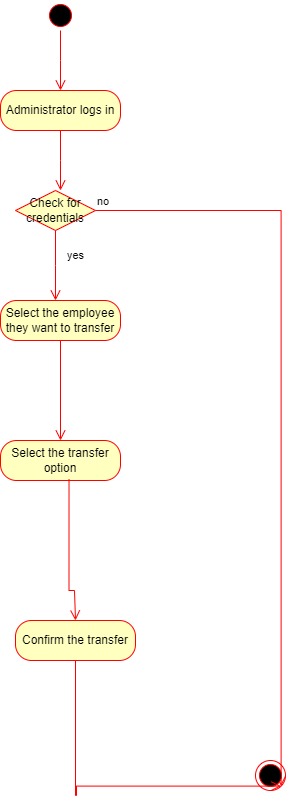 Administrator logs in
Check for
credentials
no
yes
Select the employee
they want to transfer
Select the transfer
option
Confirm the transfer